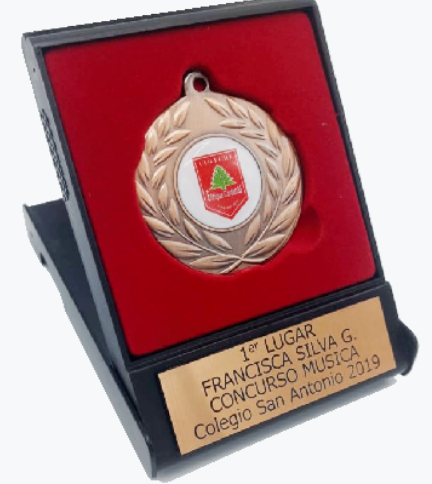 1er LUGAR
FRANCISCA SILVA G.
CONCURSO MUSICA
Colegio San Antonio 2019